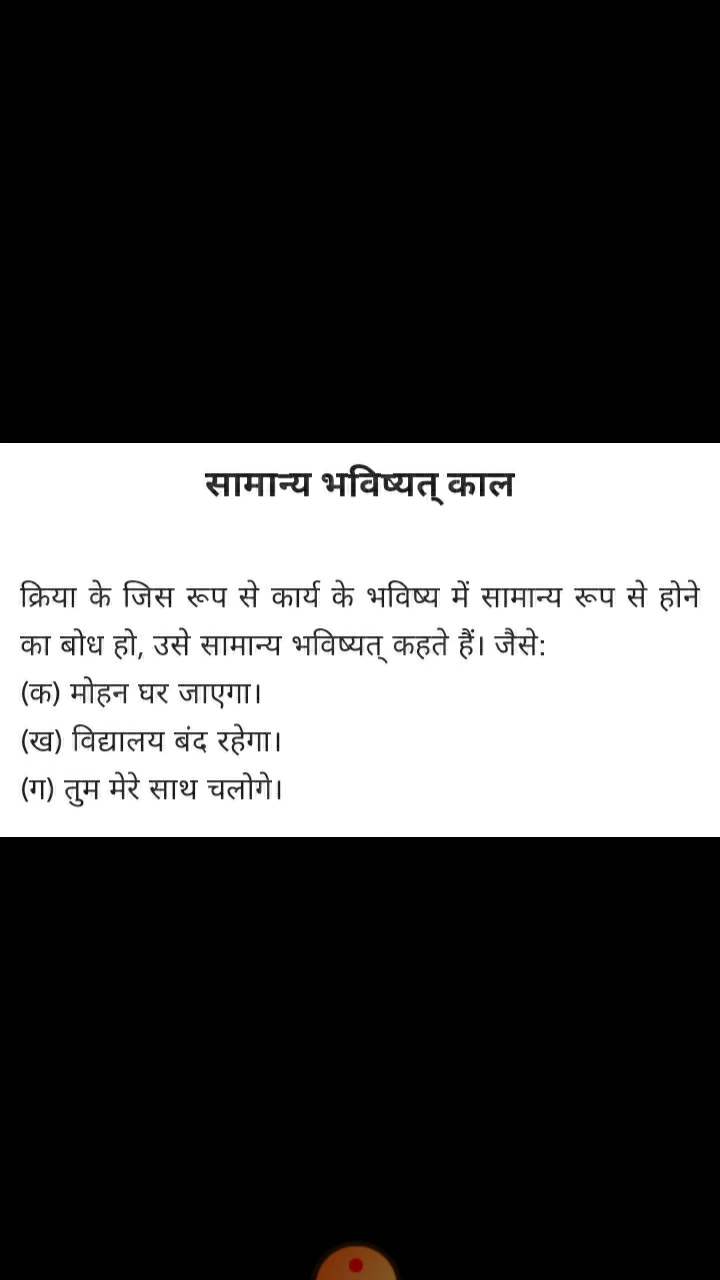 सामान्य भविष्यत् काल
क्रिया के जिस रूप से कार्य के भविष्य में सामान्य रूप से होने
का बोध हो, उसे सामान्य भविष्यत् कहते हैं। जैसे:
(क) मोहन घर जाएगा।
(ख) विद्यालय बंद रहेगा।
(ग) तुम मेरे साथ चलोगे।